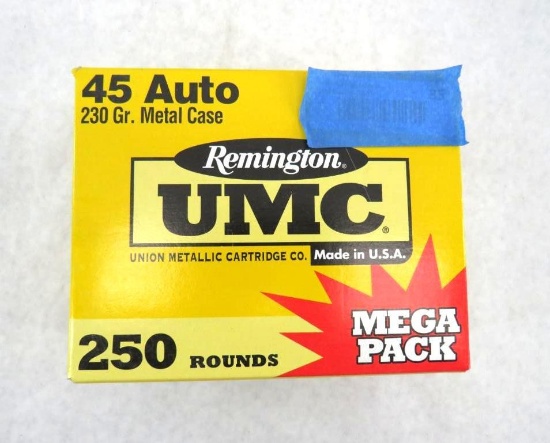 45 Auto
230 Gr. Metal Case
Remington®
UMC®
UNION METALLIC CARTRIDGE CO. Made in U.S.A.
250 ROUNDS
MEGA
PACK